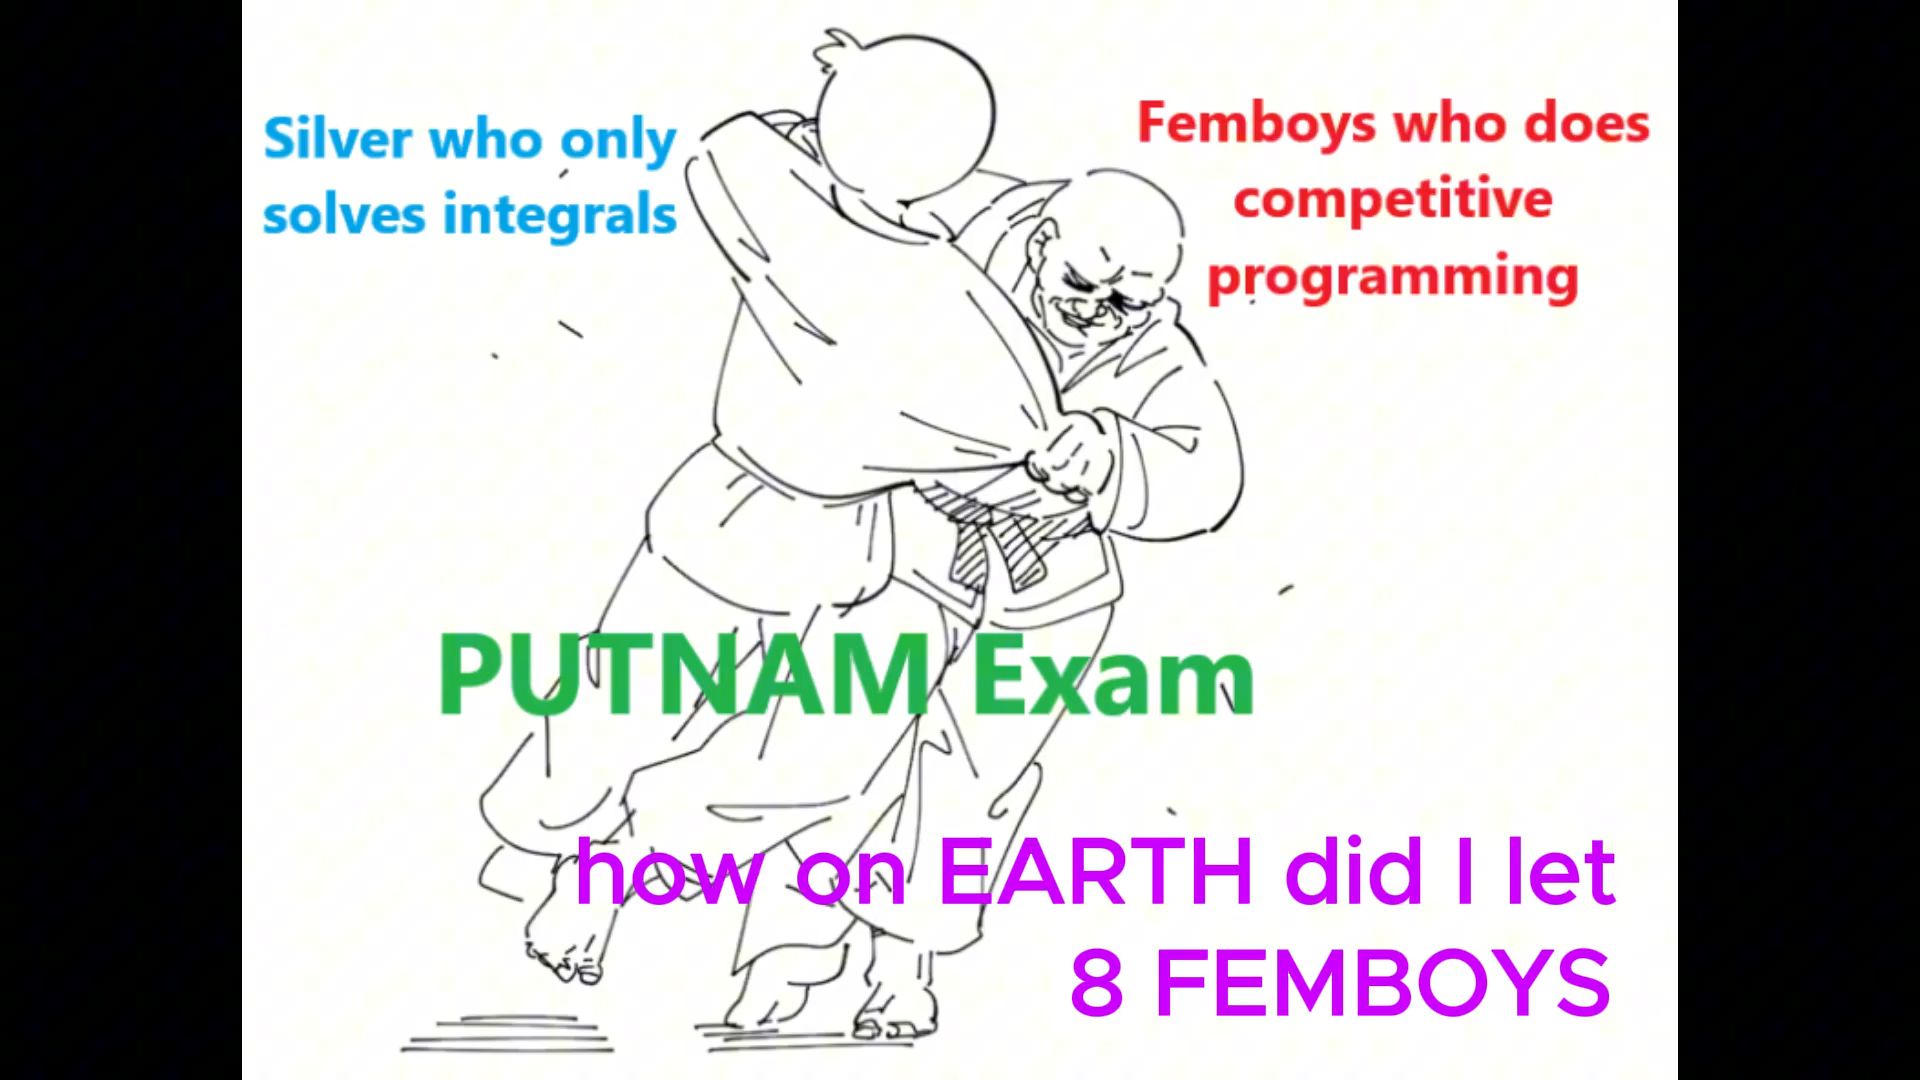 Silver who only
solves integrals
Femboys who does
competitive
programming
PUTNAM Exam
how on EARTH did I let
8 FEMBOYS